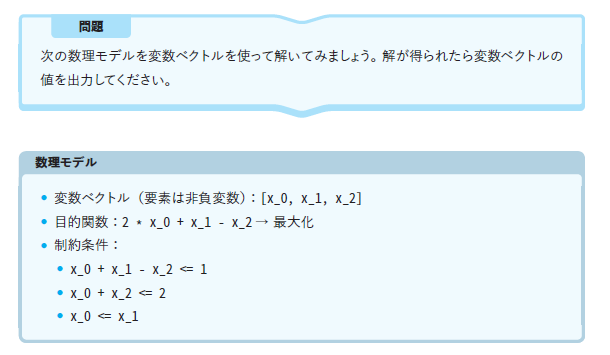 問題
次の数理モデルを変数ベクトルを使って解いてみましょう。解が得られたら変数ベクトルの
値を出力してください。
数理モデル
• 変数ベクトル（要素は非負変数）：[x_0, x_1, x_2]
• 目的関数：2 * x_0 + x_1 - x_2 → 最大化
• 制約条件：
• x_0 + x_1 - x_2 <= 1
• x_0 + x_2 <= 2
• x_0 <= x_1